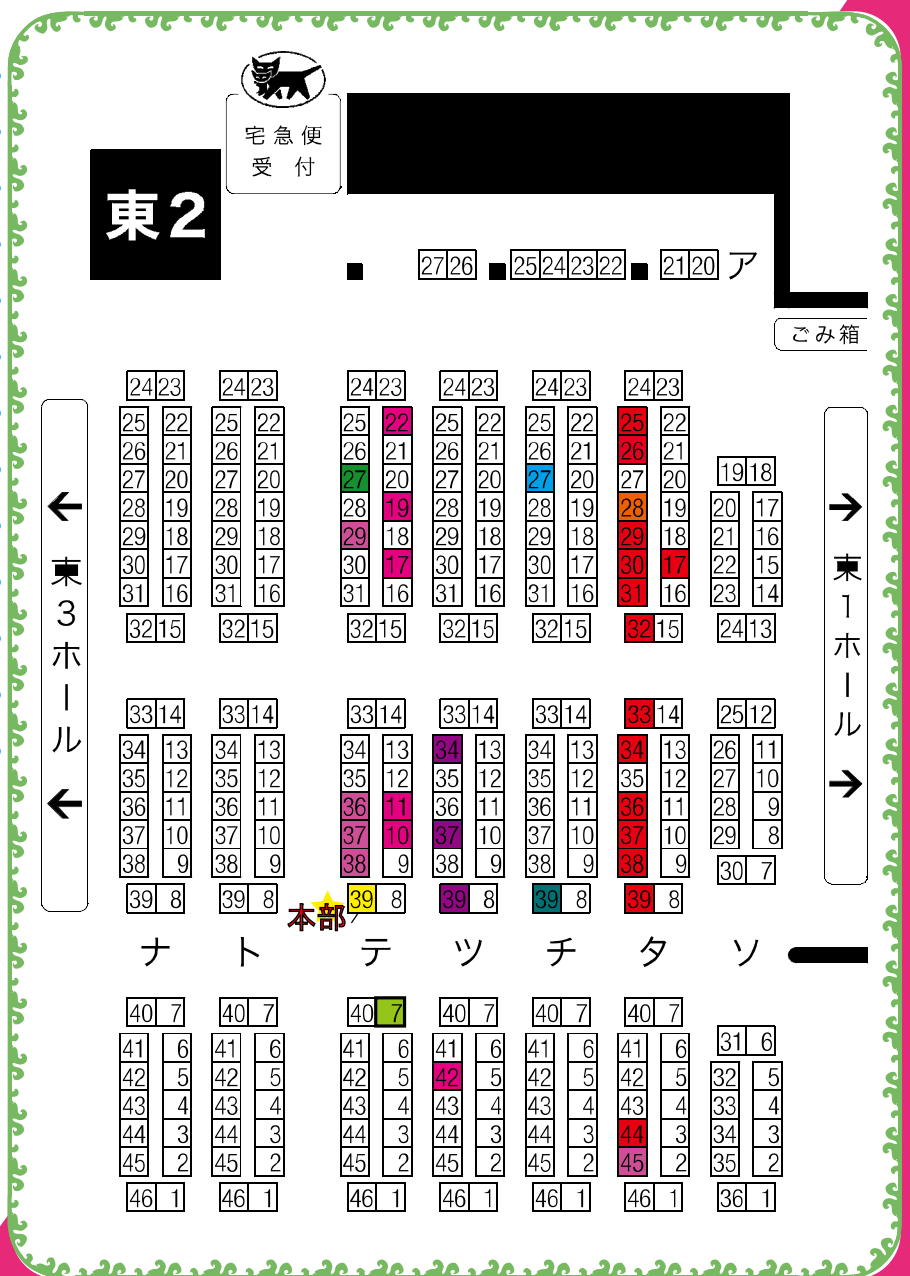 宅急便
受付
東2
27 26 25 24 23 22 21 20 ア
ごみ箱
24 23 24 23 24 23 24 23 24 23 24 23
25 22 25 22 25 22 25 22 25 22 25 22
26 21 26 21 26 21 26 21 26 21 26 21 19 18
27 20 27 20 27 20 27 20 27 20 27 20
28 19 28 19 28 19 28 19 28 19 28 19 20 17
29 18 29 18 29 18 29 18 29 18 29 18 21 16
30 17 30 17 30 17 30 17 30 17 30 17 22 15
31 16 31 16 31 16 31 16 31 16 31 16 23 14
32 15 32 15 32 15 32 15 32 15 32 15 24 13
← 東3ホール ←
→ 東1ホール →
33 14 33 14 33 14 33 14 33 14 33 14 25 12
34 13 34 13 34 13 34 13 34 13 34 13 26 11
35 12 35 12 35 12 35 12 35 12 35 12 27 10
36 11 36 11 36 11 36 11 36 11 36 11 28 9
37 10 37 10 37 10 37 10 37 10 37 10 29 8
38 9 38 9 38 9 38 9 38 9 38 9 30 7
39 8 39 8 39 8 39 8 39 8 39 8
本部
ナ ト テ ツ チ タ ソ
40 7 40 7 40 7 40 7 40 7 40 7
41 6 41 6 41 6 41 6 41 6 41 6 31 6
42 5 42 5 42 5 42 5 42 5 42 5 32 5
43 4 43 4 43 4 43 4 43 4 43 4 33 4
44 3 44 3 44 3 44 3 44 3 44 3 34 3
45 2 45 2 45 2 45 2 45 2 45 2 35 2
46 1 46 1 46 1 46 1 46 1 46 1 36 1